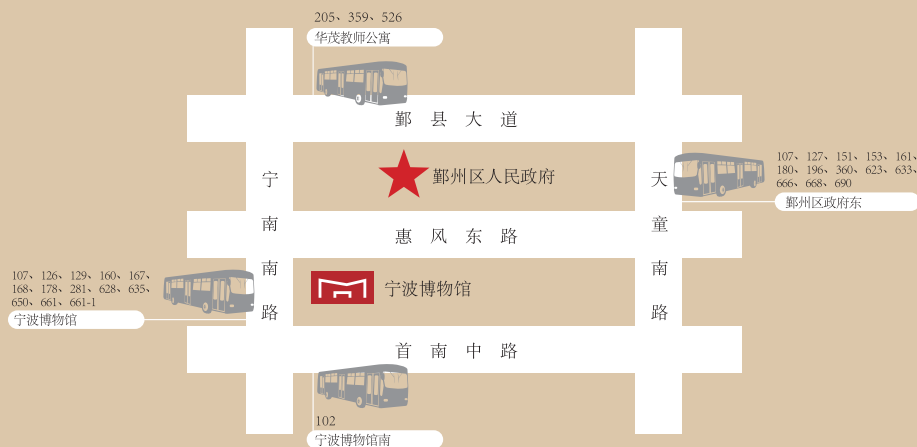 205、359、526
华茂教师公寓
鄞县大道
鄞州区人民政府
宁南南路
天童南路
107、127、151、153、161、
180、196、360、623、633、
666、668、690
鄞州区政府东
惠风东路
107、126、129、160、167、
168、178、281、628、635、
650、661、661-1
宁波博物馆
宁波博物馆
首南中路
102
宁波博物馆南